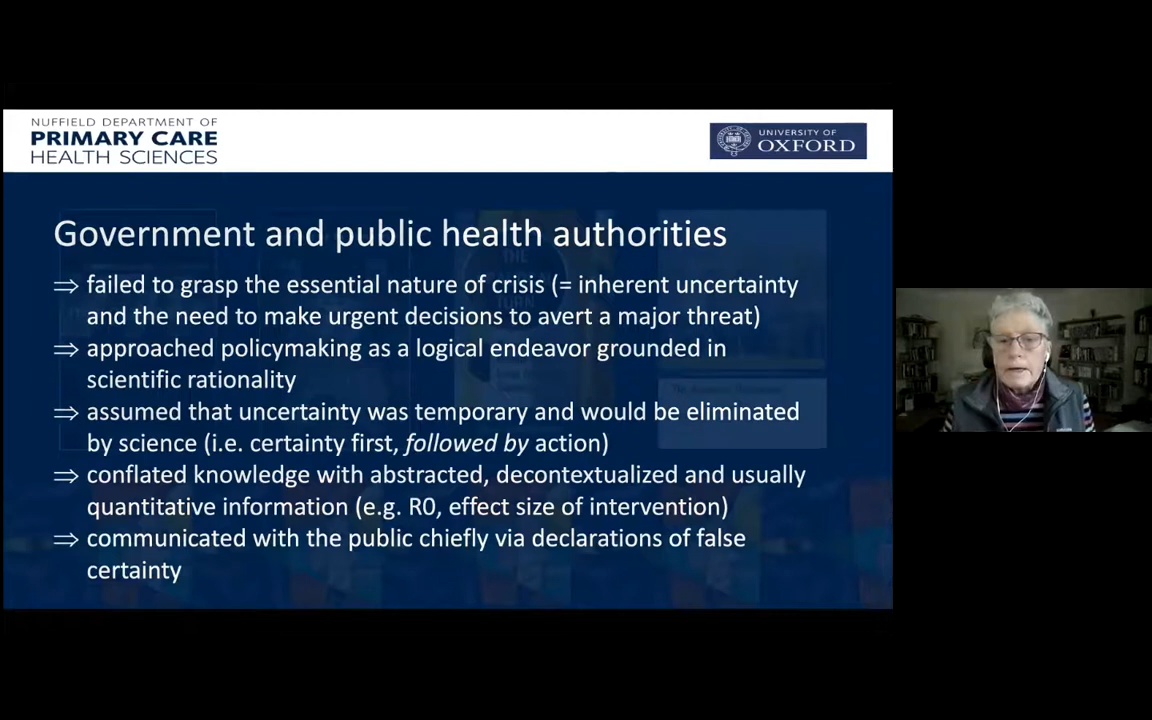 NUFFIELD DEPARTMENT OF
PRIMARY CARE
HEALTH SCIENCES
UNIVERSITY OF
OXFORD
Government and public health authorities
⇒ failed to grasp the essential nature of crisis (= inherent uncertainty
and the need to make urgent decisions to avert a major threat)
⇒ approached policymaking as a logical endeavor grounded in
scientific rationality
⇒ assumed that uncertainty was temporary and would be eliminated
by science (i.e. certainty first, followed by action)
⇒ conflated knowledge with abstracted, decontextualized and usually
quantitative information (e.g. R0, effect size of intervention)
⇒ communicated with the public chiefly via declarations of false
certainty